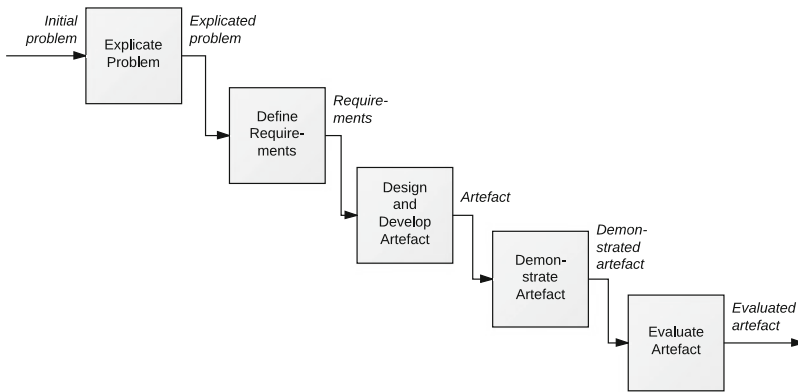 Initial
problem
Explicate
Problem
Explicated
problem
Define
Require-
ments
Require-
ments
Design
and
Develop
Artefact
Artefact
Demon-
strate
Artefact
Demon-
strated
artefact
Evaluate
Artefact
Evaluated
artefact